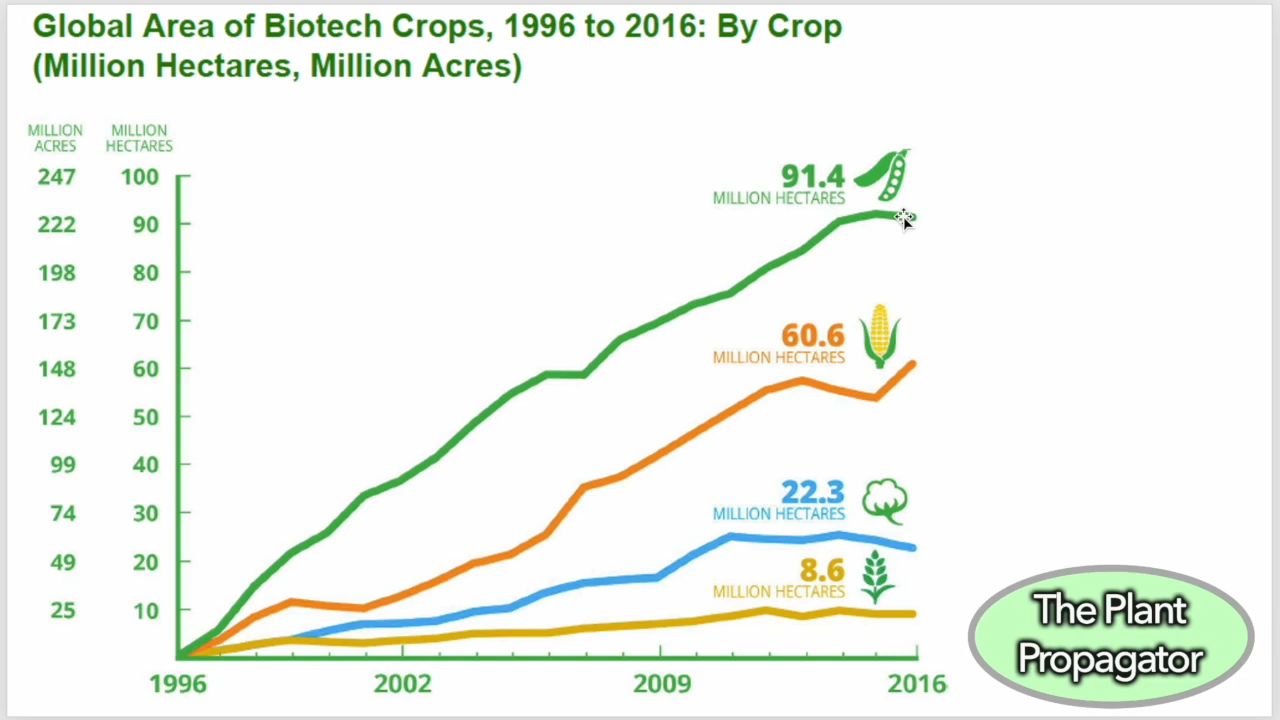 Global Area of Biotech Crops, 1996 to 2016: By Crop
(Million Hectares, Million Acres)
MILLION ACRES
MILLION HECTARES
247 100
222 90
198 80
173 70
148 60
124 50
99 40
74 30
49 20
25 10
91.4
MILLION HECTARES
60.6
MILLION HECTARES
22.3
MILLION HECTARES
8.6
MILLION HECTARES
1996 2002 2009 2016
The Plant
Propagator